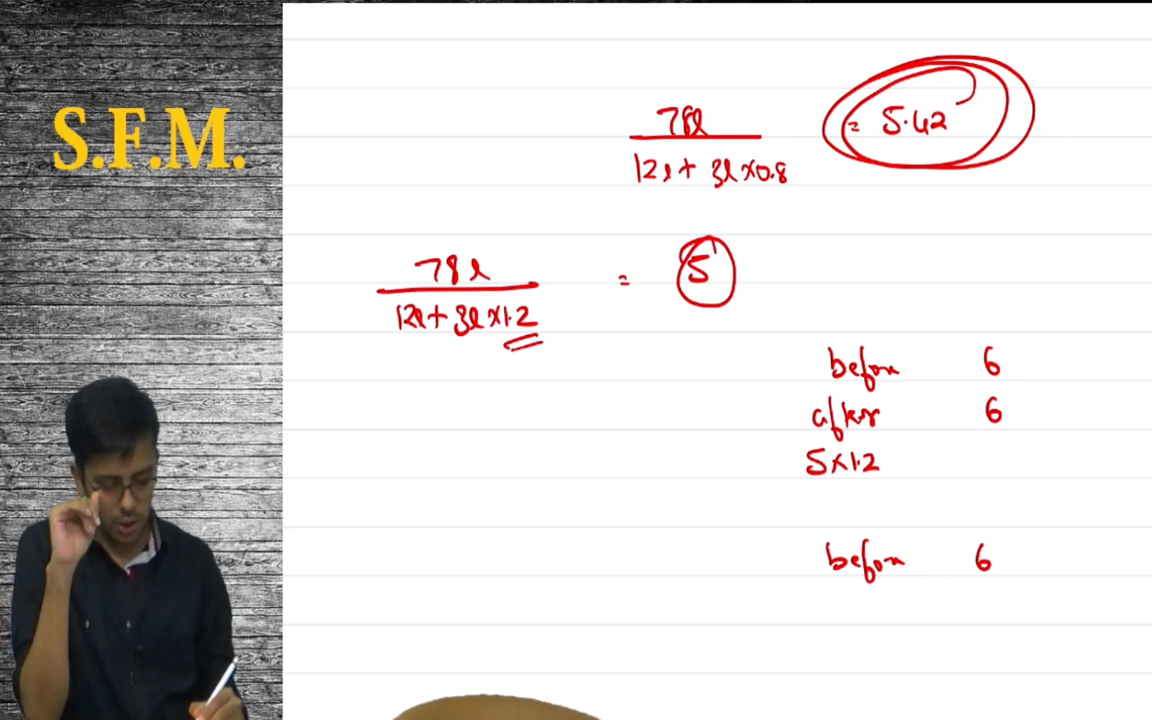 S.F.M.
78l
12l + 3l x 0.8
= 5.42
78l
12l + 3l x 1.2
= 5
before 6
after 6
5 x 1.2
before 6